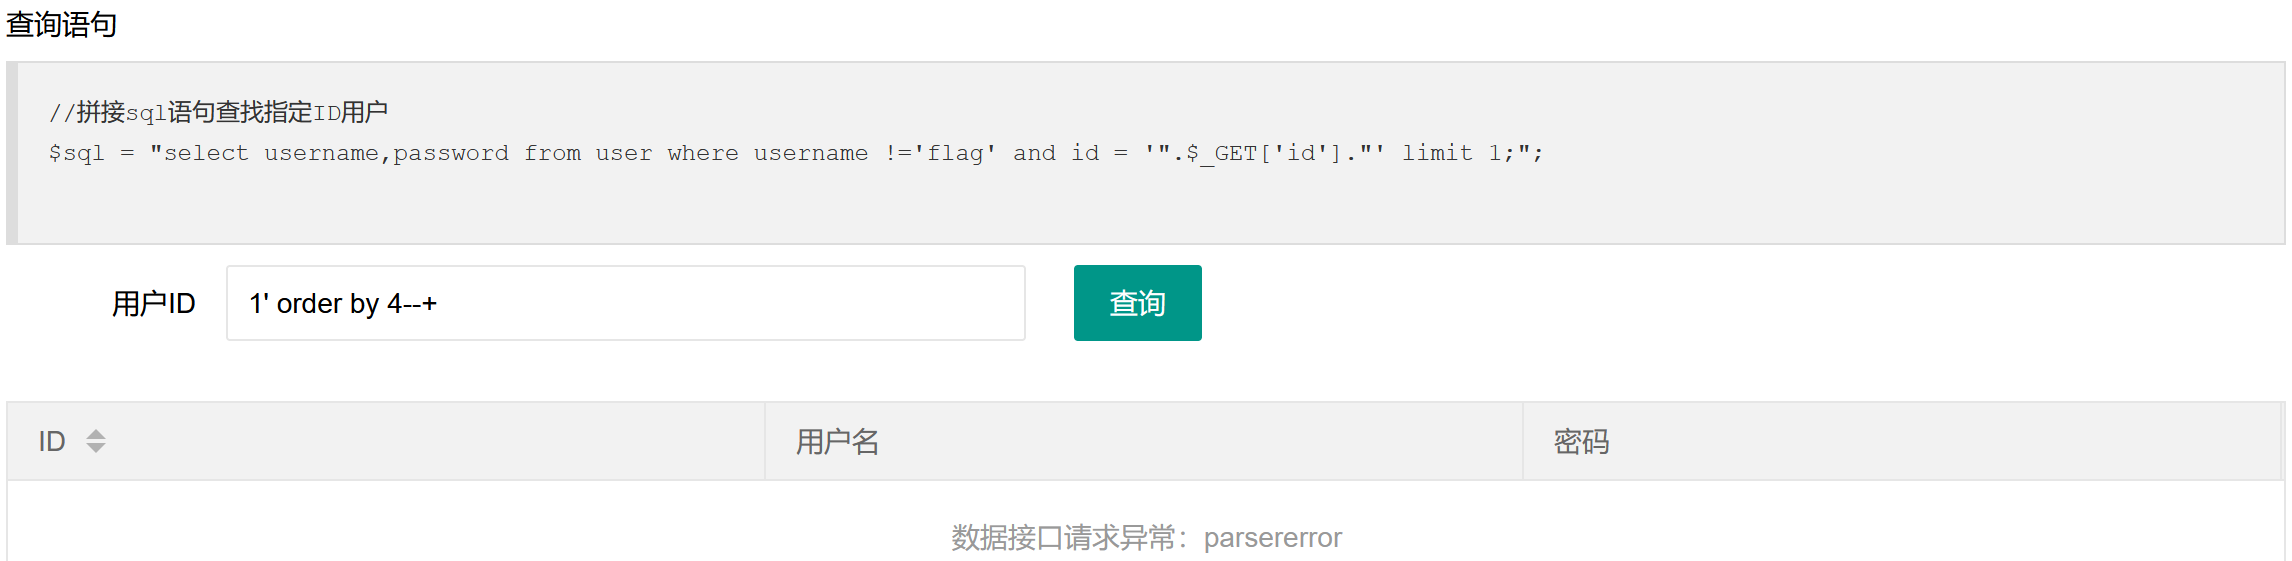 查询语句
//拼接sql语句查找指定ID用户
$sql = "select username,password from user where username !='flag' and id = '".$_GET['id']."' limit 1;";
用户ID 1' order by 4--+ 查询
ID 用户名 密码
数据接口请求异常：parsererror